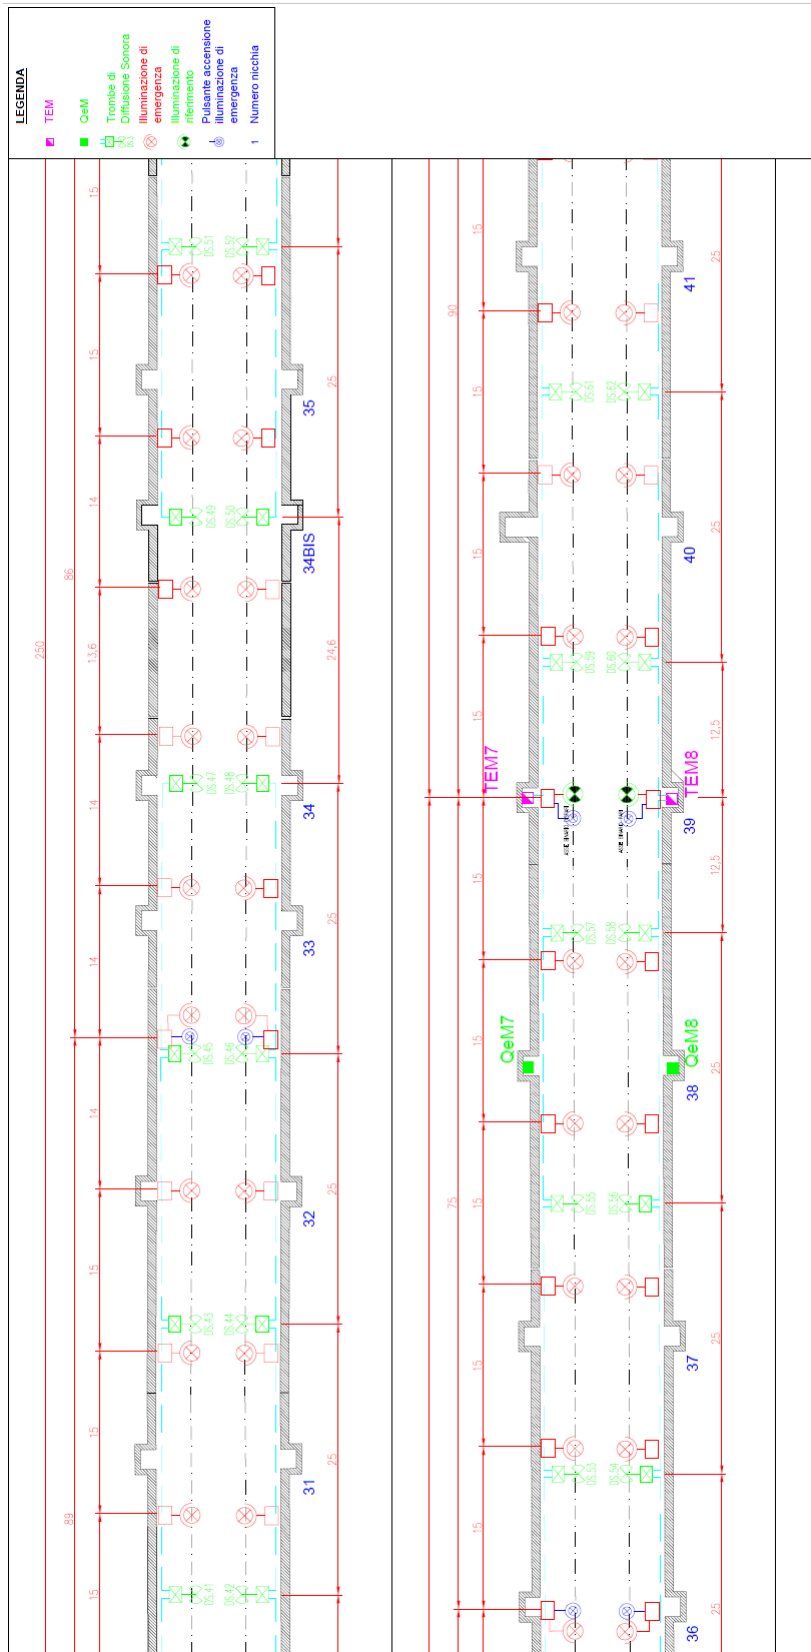 LEGENDA
TEM
QeM
Trombe di
Diffusione Sonora
Illuminazione di
emergenza
Illuminazione di
riferimento
Pulsante accensione
illuminazione di
emergenza
1 Numero nicchia
250
86
89
15
15
14
13,6
14
14
14
15
15
15
DS.51
DS.52
DS.49
DS.50
DS.47
DS.48
DS.45
DS.46
DS.43
DS.44
DS.41
DS.42
35
34BIS
34
33
32
31
25
24,6
25
25
25
90
75
15
15
15
15
15
15
15
15
15
DS.61
DS.62
DS.59
DS.60
TEM7
TEM8
DS.57
DS.58
QeM7
QeM8
DS.55
DS.56
DS.53
DS.54
41
40
39
38
37
36
25
25
12,5
12,5
25
25
25